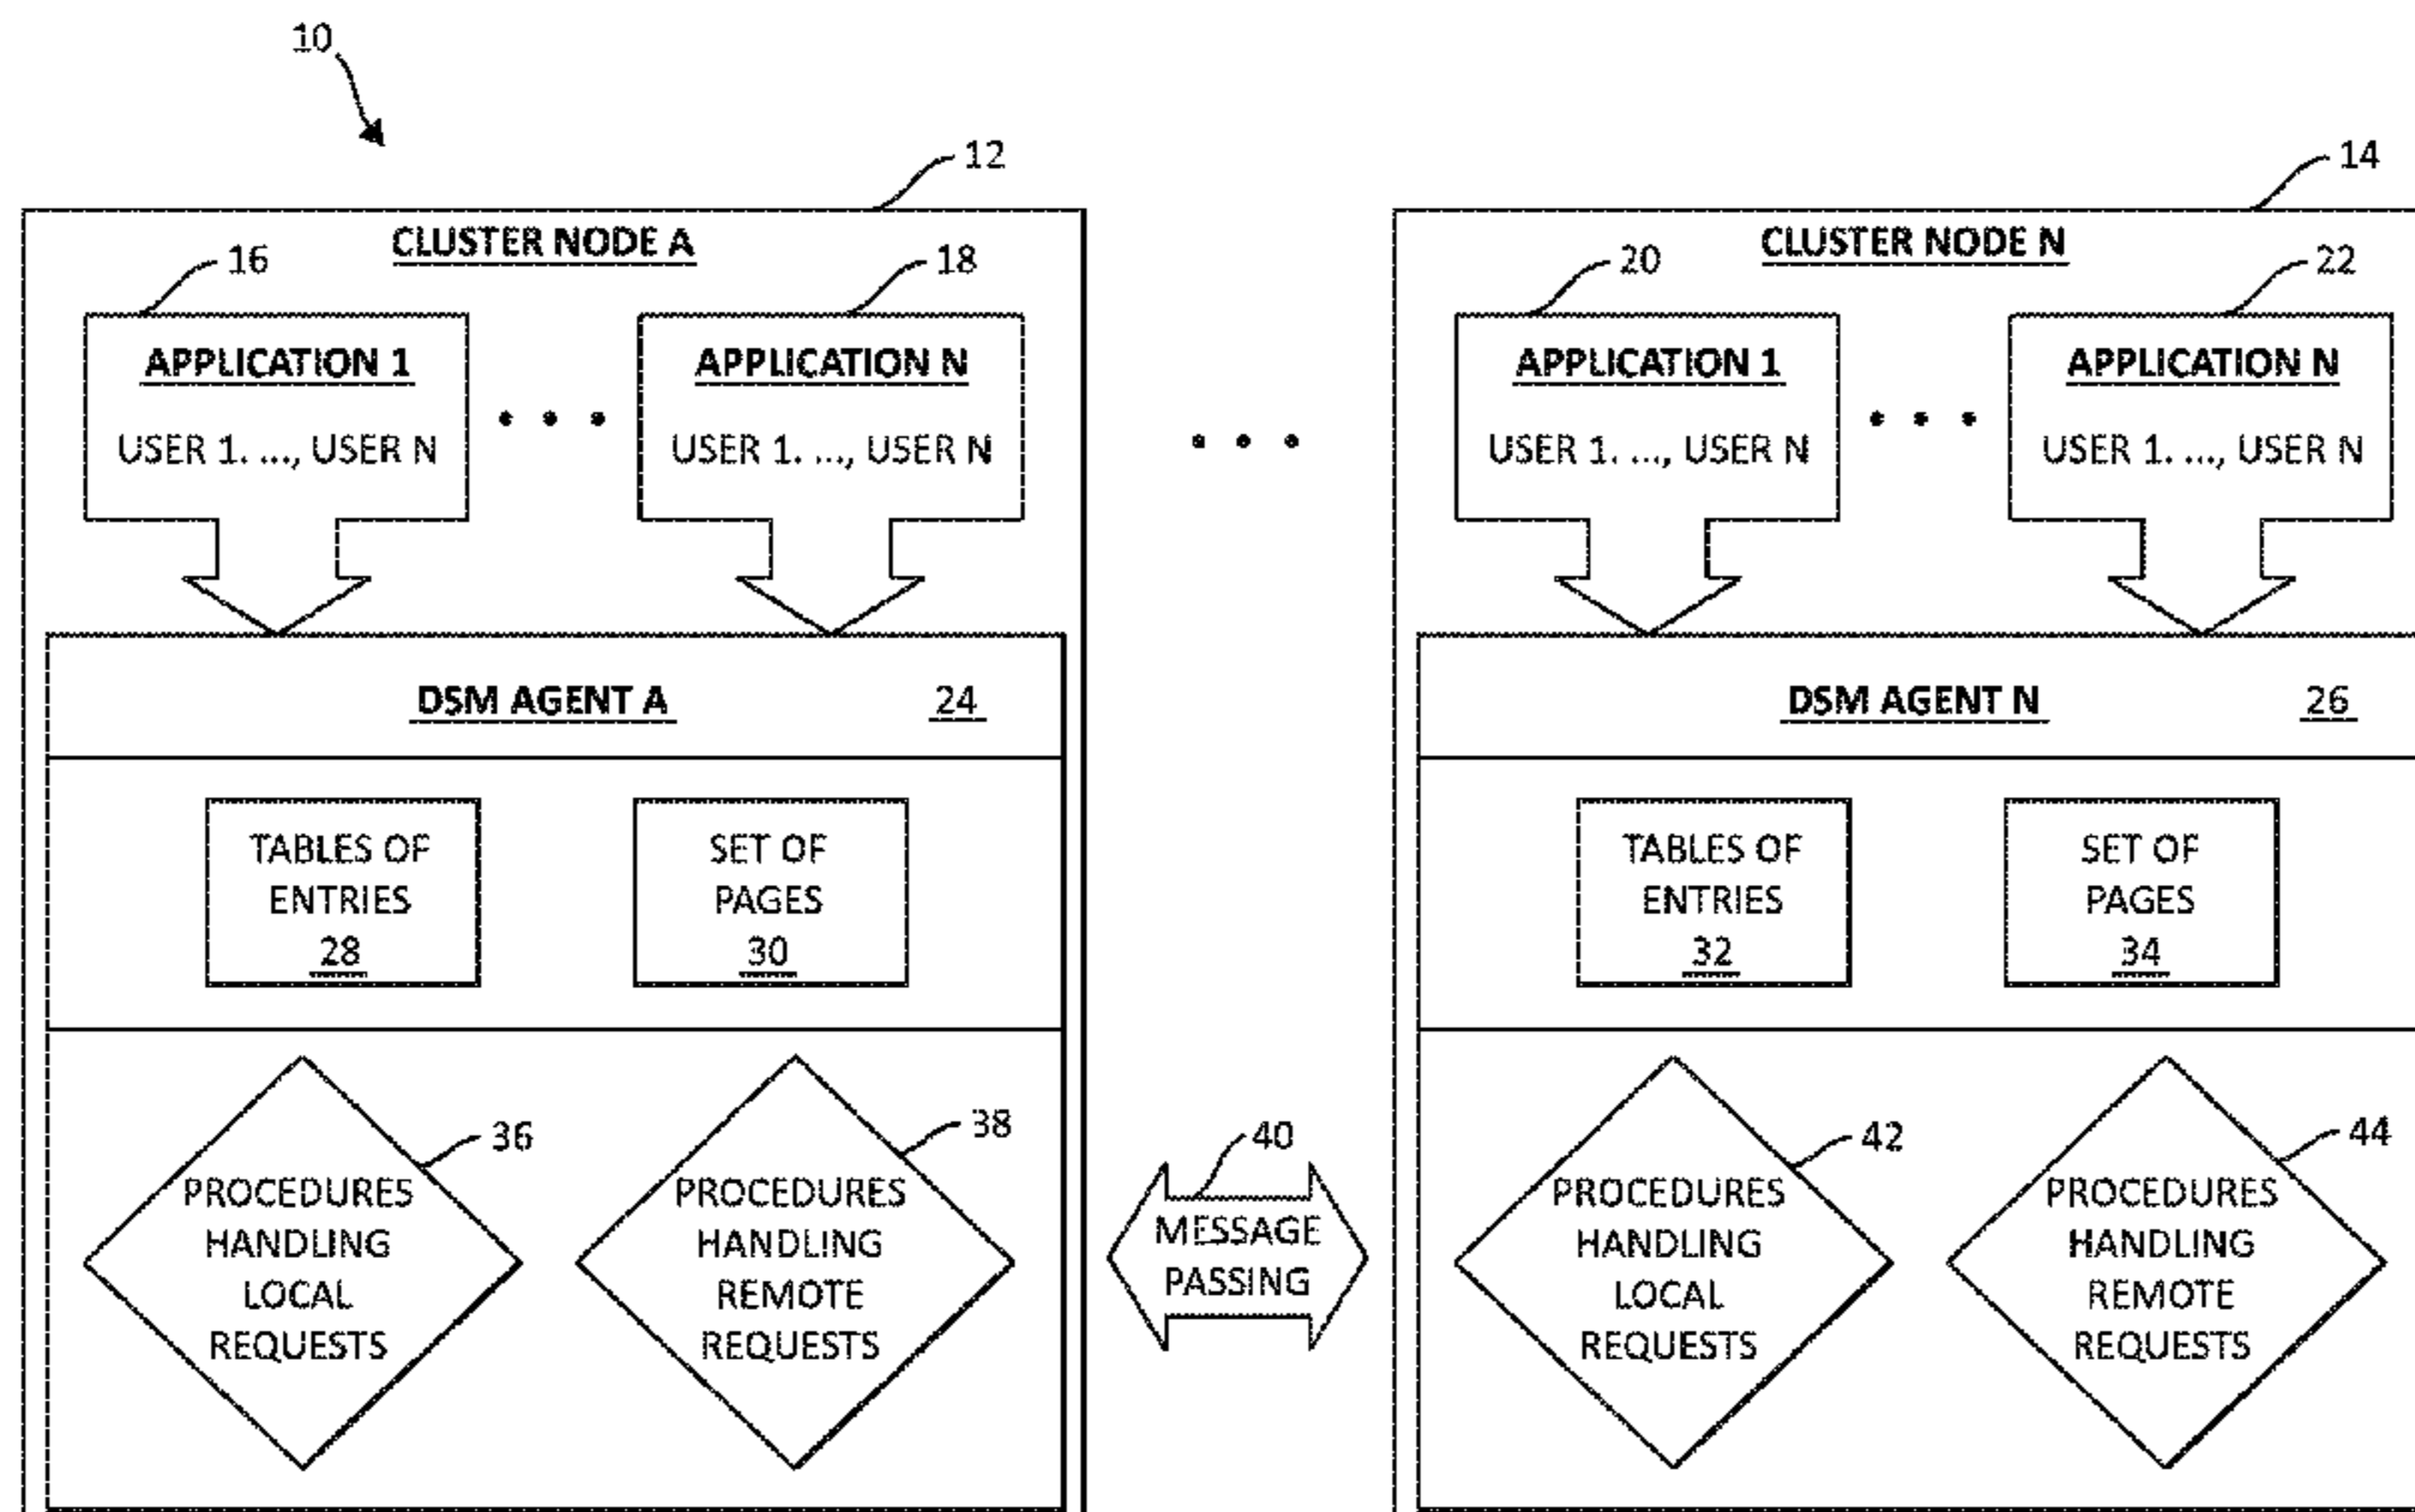 10
12
14
CLUSTER NODE A
CLUSTER NODE N
16
18
20
22
APPLICATION 1
USER 1. ..., USER N
• • •
APPLICATION N
USER 1. ..., USER N
• • •
APPLICATION 1
USER 1. ..., USER N
• • •
APPLICATION N
USER 1. ..., USER N
DSM AGENT A 24
DSM AGENT N 26
TABLES OF
ENTRIES
28
SET OF
PAGES
30
TABLES OF
ENTRIES
32
SET OF
PAGES
34
36
PROCEDURES
HANDLING
LOCAL
REQUESTS
38
PROCEDURES
HANDLING
REMOTE
REQUESTS
40
MESSAGE
PASSING
42
PROCEDURES
HANDLING
LOCAL
REQUESTS
44
PROCEDURES
HANDLING
REMOTE
REQUESTS